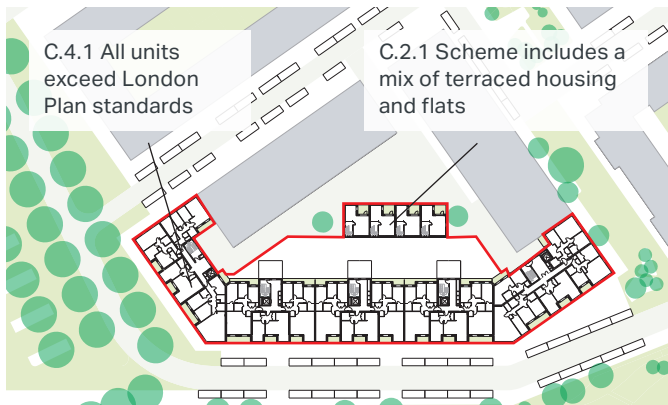 C.4.1 All units
exceed London
Plan standards
C.2.1 Scheme includes a
mix of terraced housing
and flats